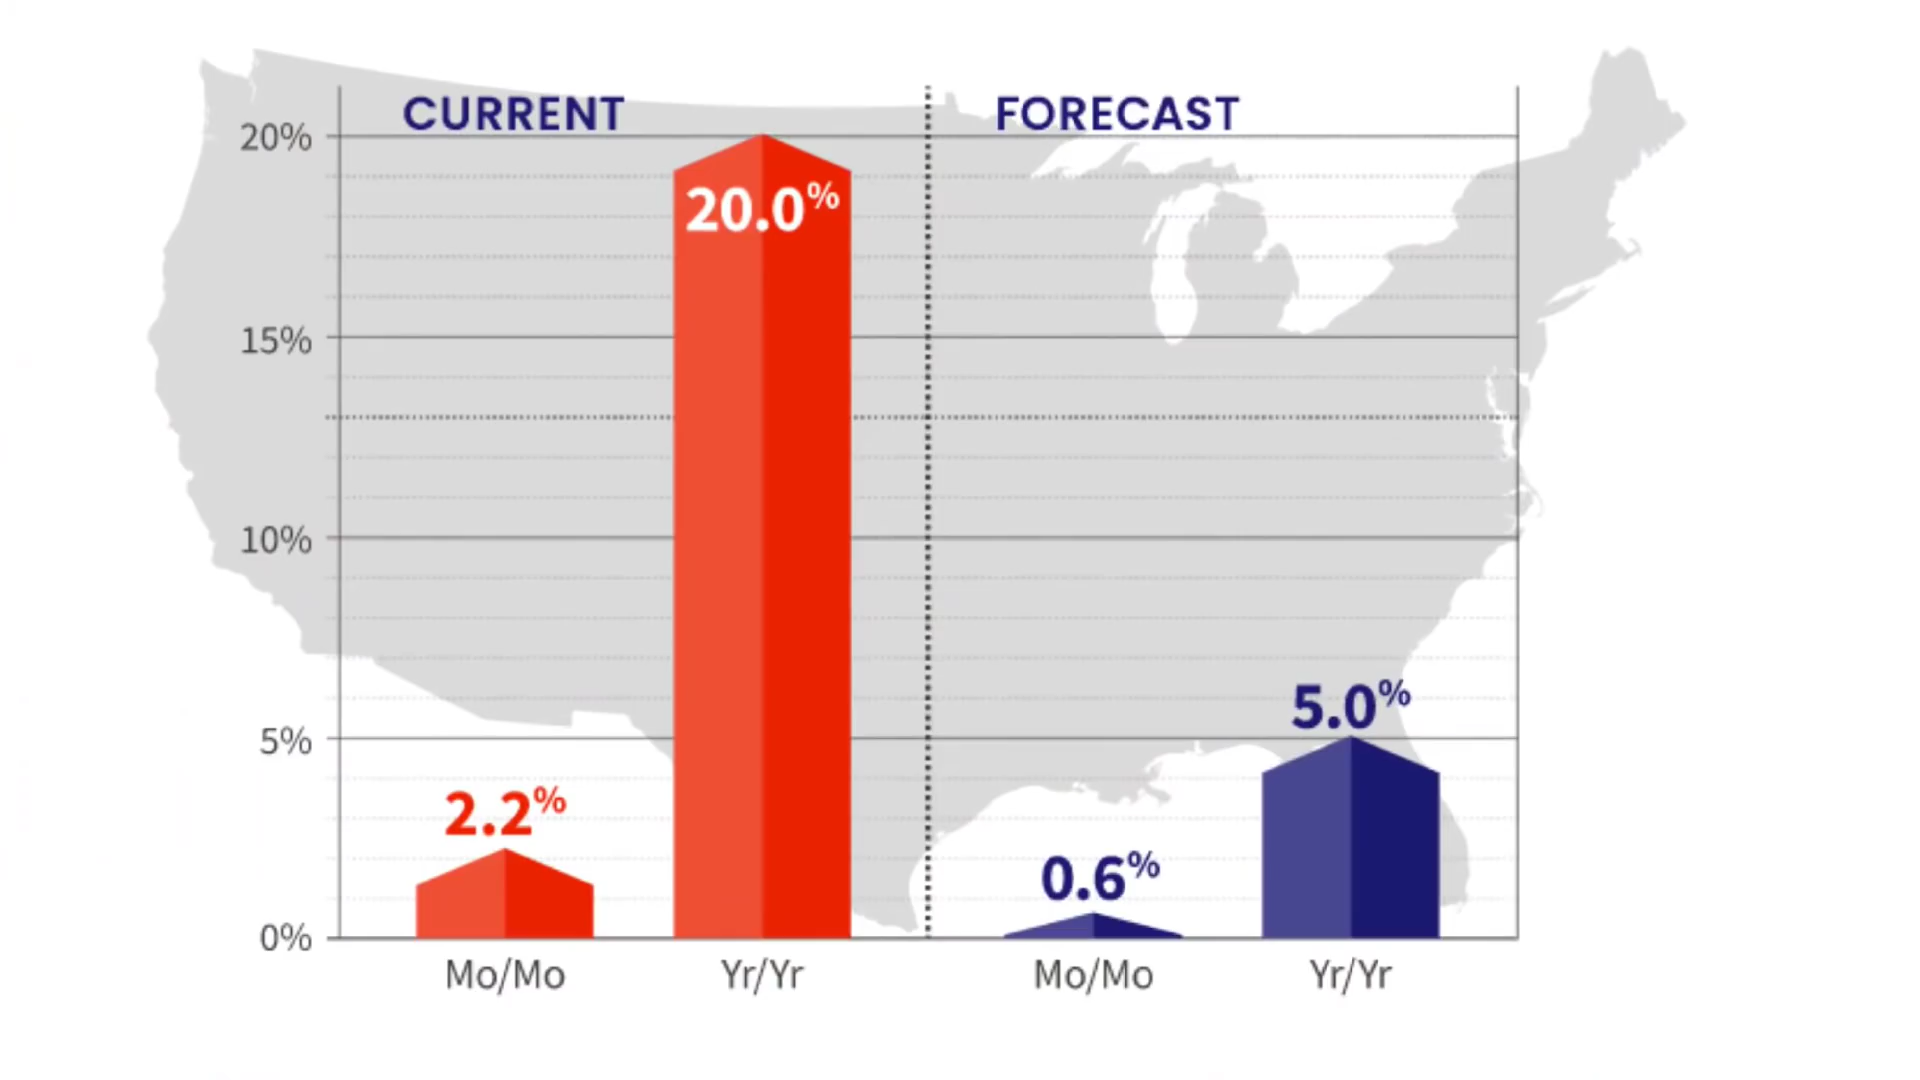 CURRENT
FORECAST
20%
20.0%
15%
10%
5.0%
5%
2.2%
0.6%
0%
Mo/Mo
Yr/Yr
Mo/Mo
Yr/Yr